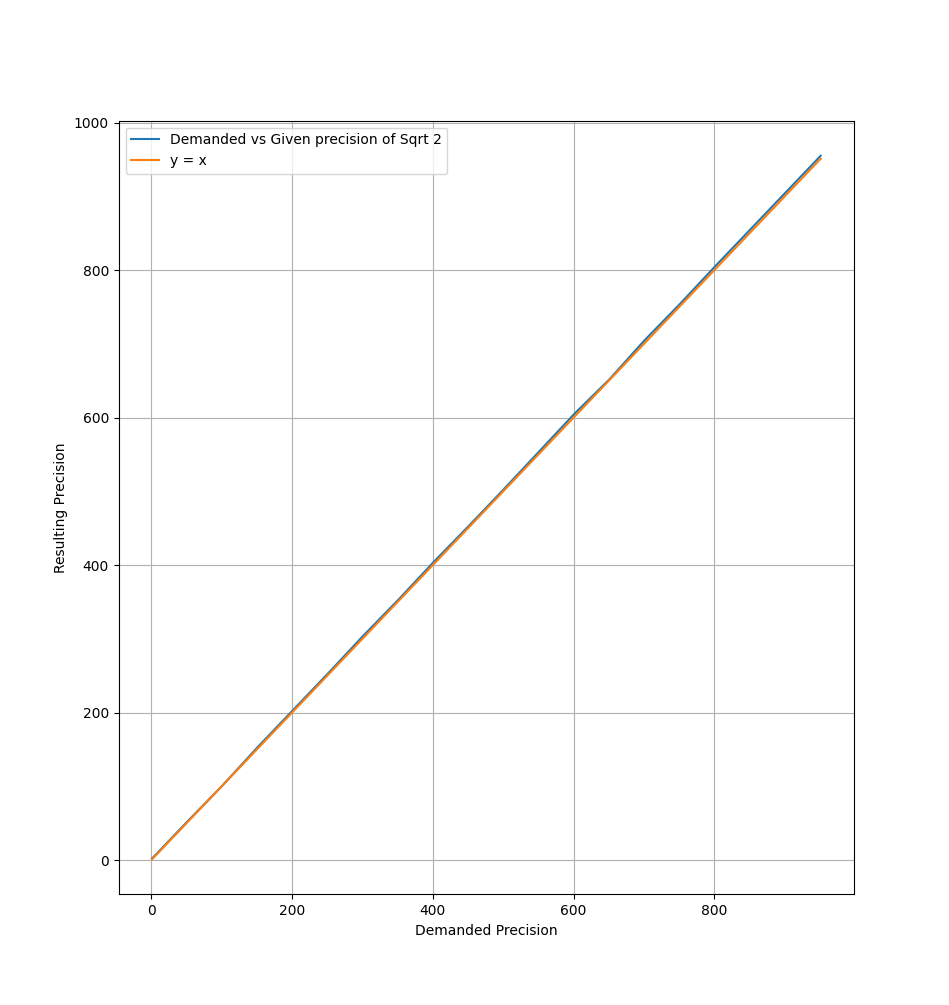 Demanded vs Given precision of Sqrt 2
y = x
1000
800
600
400
200
0
Resulting Precision
0 200 400 600 800
Demanded Precision